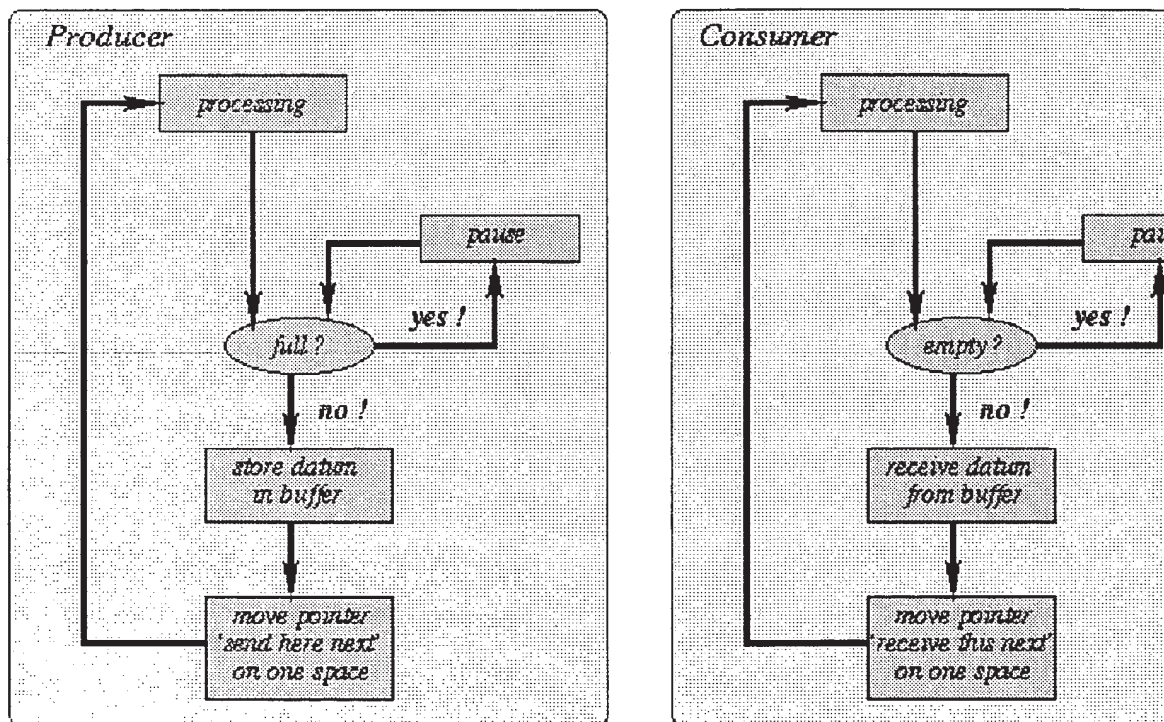 Producer
processing
pause
yes !
full ?
no !
store datum
in buffer
move pointer
'send here next'
on one space
Consumer
processing
yes !
empty ?
no !
receive datum
from buffer
move pointer
'receive this next'
on one space